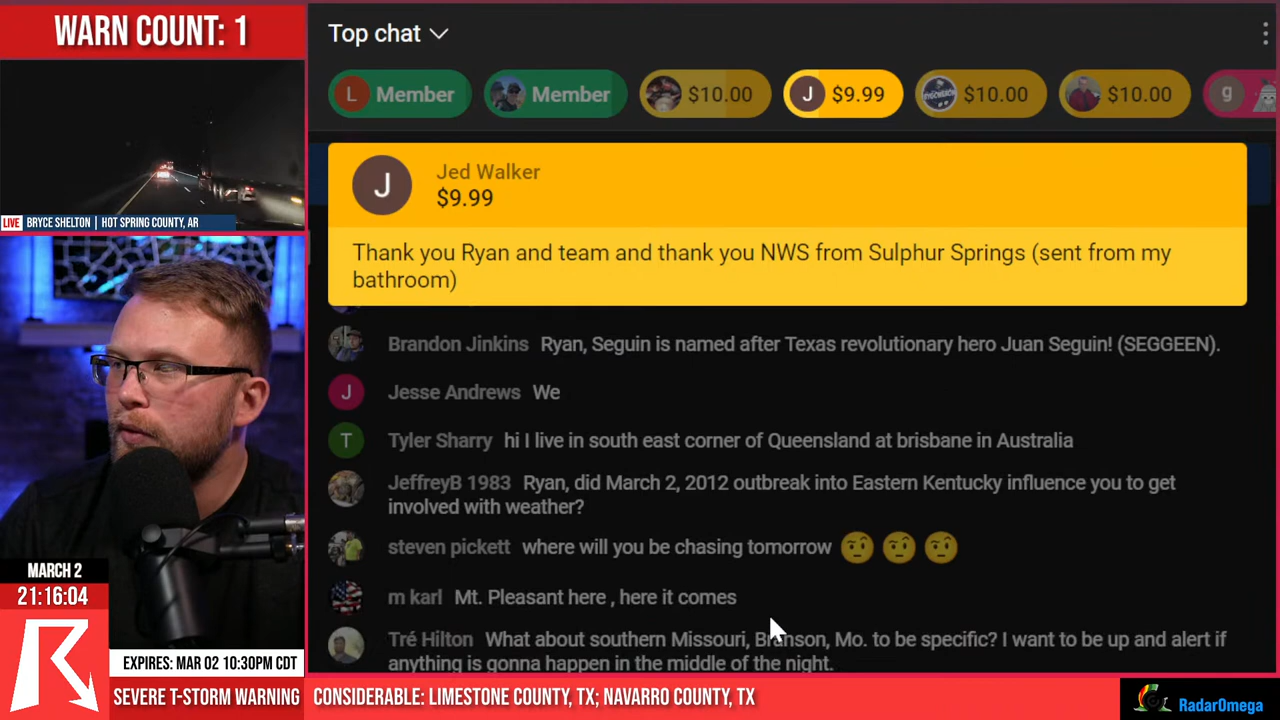 WARN COUNT: 1
LIVE BRYCE SHELTON | HOT SPRING COUNTY, AR
Top chat
L Member
Member
$10.00
J $9.99
$10.00
$10.00
g
J
Jed Walker
$9.99
Thank you Ryan and team and thank you NWS from Sulphur Springs (sent from my
bathroom)
Brandon Jinkins Ryan, Seguin is named after Texas revolutionary hero Juan Seguin! (SEGGEEN).
J Jesse Andrews We
T Tyler Sharry hi I live in south east corner of Queensland at brisbane in Australia
JeffreyB 1983 Ryan, did March 2, 2012 outbreak into Eastern Kentucky influence you to get
involved with weather?
steven pickett where will you be chasing tomorrow 🤨 🤨 🤨
m karl Mt. Pleasant here , here it comes
Tré Hilton What about southern Missouri, Branson, Mo. to be specific? I want to be up and alert if
anything is gonna happen in the middle of the night.
MARCH 2
21:16:04
EXPIRES: MAR 02 10:30PM CDT
SEVERE T-STORM WARNING
CONSIDERABLE: LIMESTONE COUNTY, TX; NAVARRO COUNTY, TX
RadarOmega